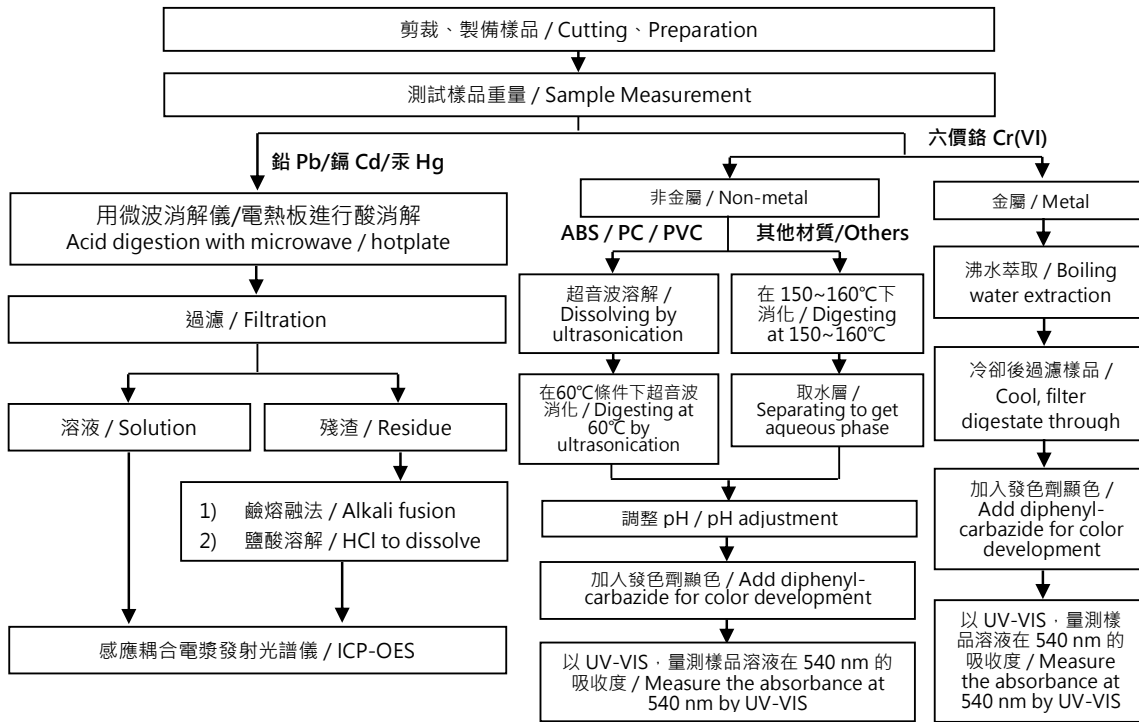 剪裁、製備樣品 / Cutting、Preparation
測試樣品重量 / Sample Measurement
鉛 Pb/鎘 Cd/汞 Hg
六價鉻 Cr(VI)
用微波消解儀/電熱板進行酸消解
Acid digestion with microwave / hotplate
過濾 / Filtration
溶液 / Solution
殘渣 / Residue
1) 鹼熔融法 / Alkali fusion
2) 鹽酸溶解 / HCl to dissolve
感應耦合電漿發射光譜儀 / ICP-OES
非金屬 / Non-metal
ABS / PC / PVC
其他材質/Others
超音波溶解 /
Dissolving by
ultrasonication
在60℃條件下超音波
消化 / Digesting at
60℃ by
ultrasonication
在 150~160℃下
消化 / Digesting
at 150~160℃
取水層 /
Separating to get
aqueous phase
調整 pH / pH adjustment
加入發色劑顯色 / Add diphenyl-
carbazide for color development
以 UV-VIS，量測樣品溶液在 540 nm 的
吸收度 / Measure the absorbance at
540 nm by UV-VIS
金屬 / Metal
沸水萃取 / Boiling
water extraction
冷卻後過濾樣品 /
Cool, filter
digestate through
加入發色劑顯色 /
Add diphenyl-
carbazide for color
development
以 UV-VIS，量測樣
品溶液在 540 nm 的
吸收度 / Measure
the absorbance at
540 nm by UV-VIS